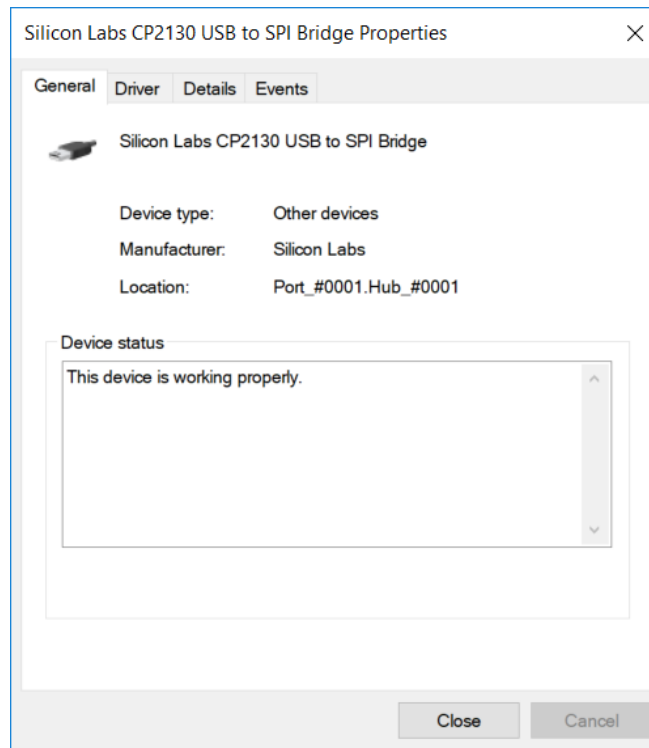 Silicon Labs CP2130 USB to SPI Bridge Properties
General Driver Details Events
Silicon Labs CP2130 USB to SPI Bridge
Device type: Other devices
Manufacturer: Silicon Labs
Location: Port_#0001.Hub_#0001
Device status
This device is working properly.
Close Cancel